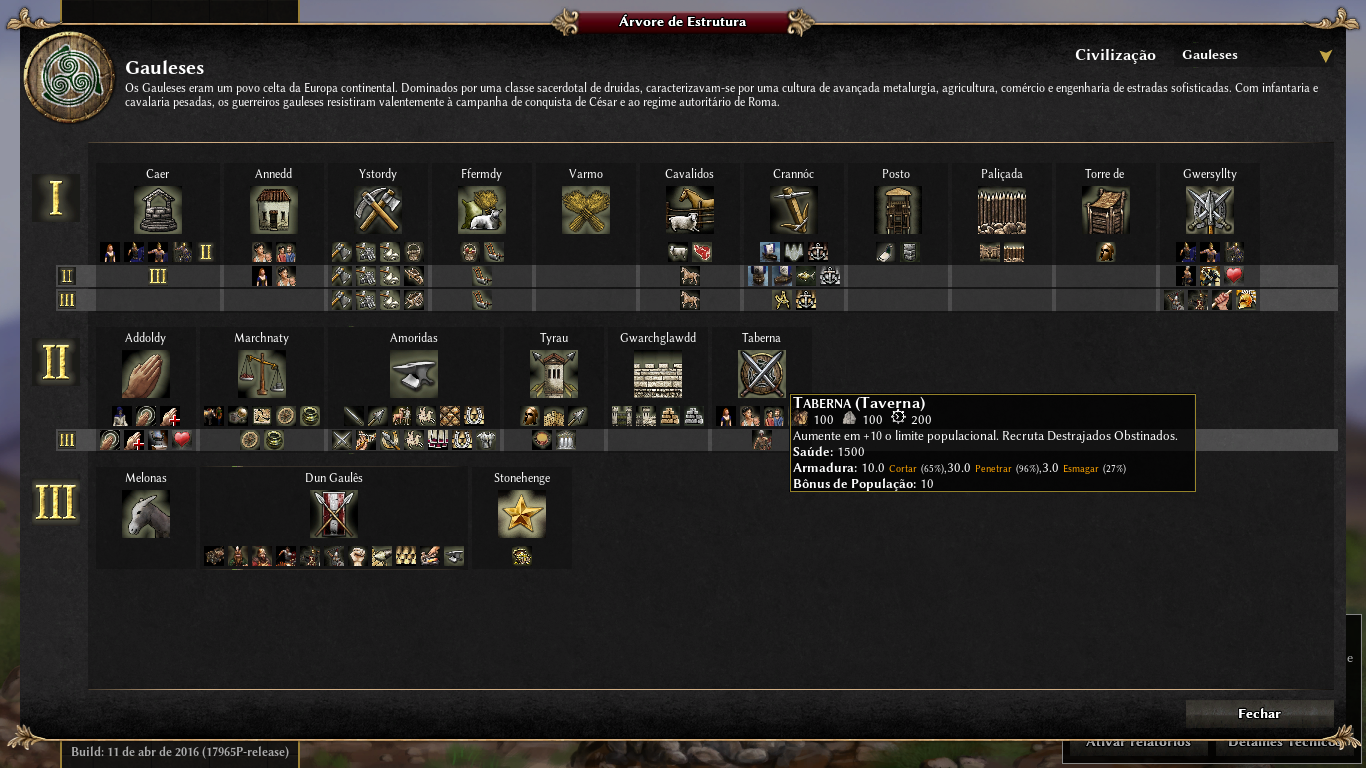 Árvore de Estrutura
Civilização Gauleses
Gauleses
Os Gauleses eram um povo celta da Europa continental. Dominados por uma classe sacerdotal de druidas, caracterizavam-se por uma cultura de avançada metalurgia, agricultura, comércio e engenharia de estradas sofisticadas. Com infantaria e
cavalaria pesadas, os guerreiros gauleses resistiram valentemente à campanha de conquista de César e ao regime autoritário de Roma.
I
Caer Annedd Ystordy Ffermdy Varmo Cavalidos Crannóc Posto Paliçada Torre de Gwersyllty
II
II III
III
II
Addoldy Marchnaty Amoridas Tyrau Gwarchglawdd Taberna
III
TABERNA (Taverna)
100 100 200
Aumente em +10 o limite populacional. Recruta Destrajados Obstinados.
Saúde: 1500
Armadura: 10.0 Cortar (65%),30.0 Penetrar (96%),3.0 Esmagar (27%)
Bônus de População: 10
III
Melonas Dun Gaulês Stonehenge
e
Fechar
Ativar relatórios Detalhes Técnicos
Build: 11 de abr de 2016 (17965P-release)